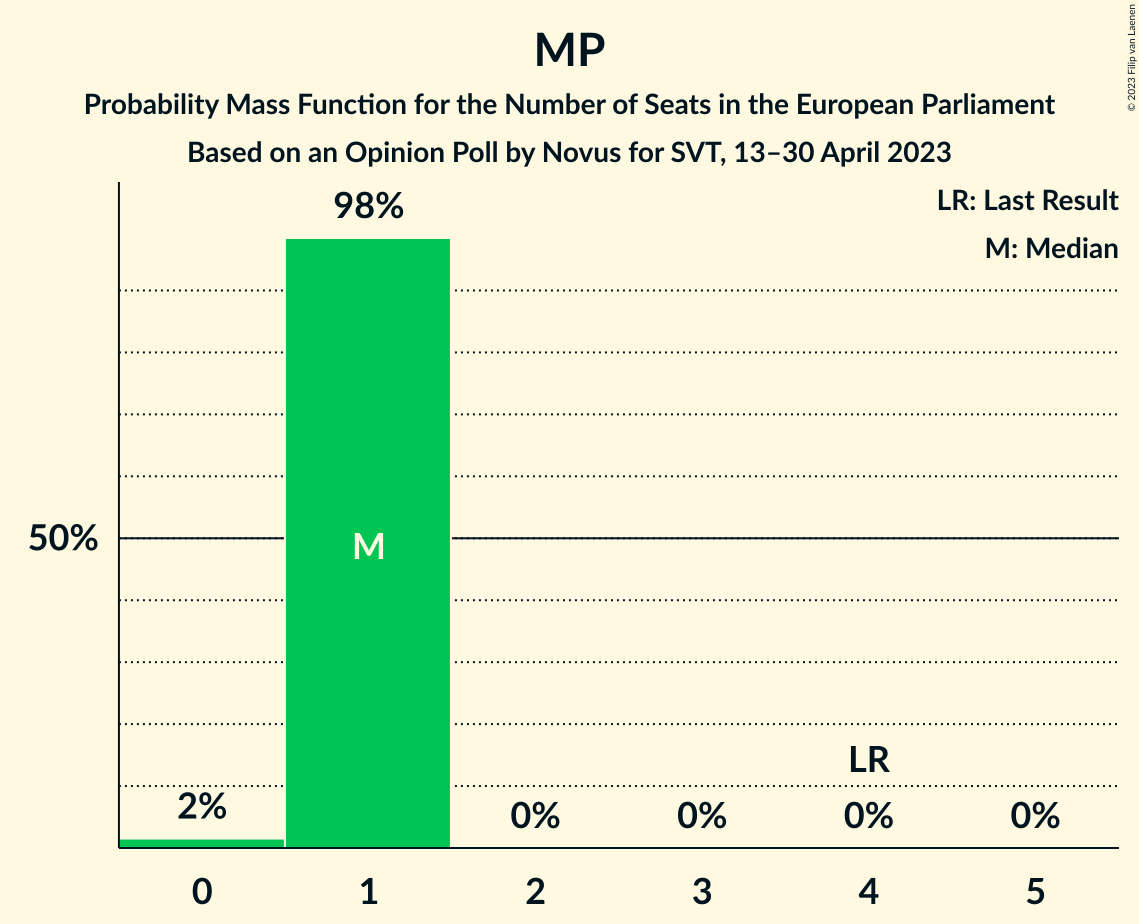 MP
Probability Mass Function for the Number of Seats in the European Parliament
Based on an Opinion Poll by Novus for SVT, 13–30 April 2023
© 2023 Filip van Laenen
LR: Last Result
M: Median
98%
50%
M
LR
2%
0%
0%
0%
0%
0 1 2 3 4 5